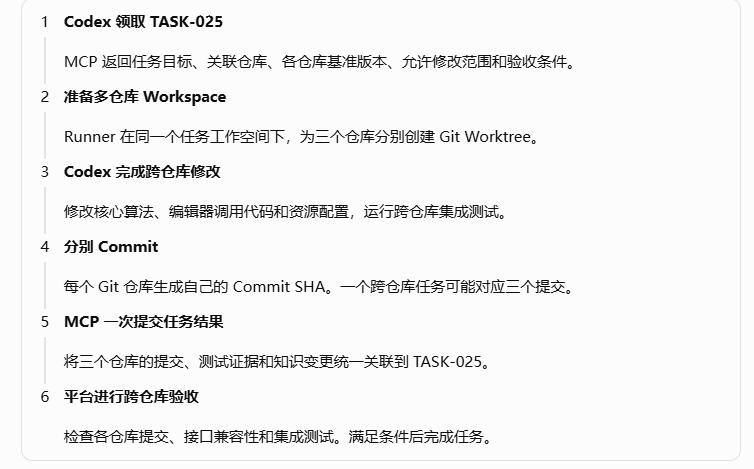 1 Codex 领取 TASK-025
MCP 返回任务目标、关联仓库、各仓库基准版本、允许修改范围和验收条件。
2 准备多仓库 Workspace
Runner 在同一个任务工作空间下，为三个仓库分别创建 Git Worktree。
3 Codex 完成跨仓库修改
修改核心算法、编辑器调用代码和资源配置，运行跨仓库集成测试。
4 分别 Commit
每个 Git 仓库生成自己的 Commit SHA。一个跨仓库任务可能对应三个提交。
5 MCP 一次提交任务结果
将三个仓库的提交、测试证据和知识变更统一关联到 TASK-025。
6 平台进行跨仓库验收
检查各仓库提交、接口兼容性和集成测试。满足条件后完成任务。